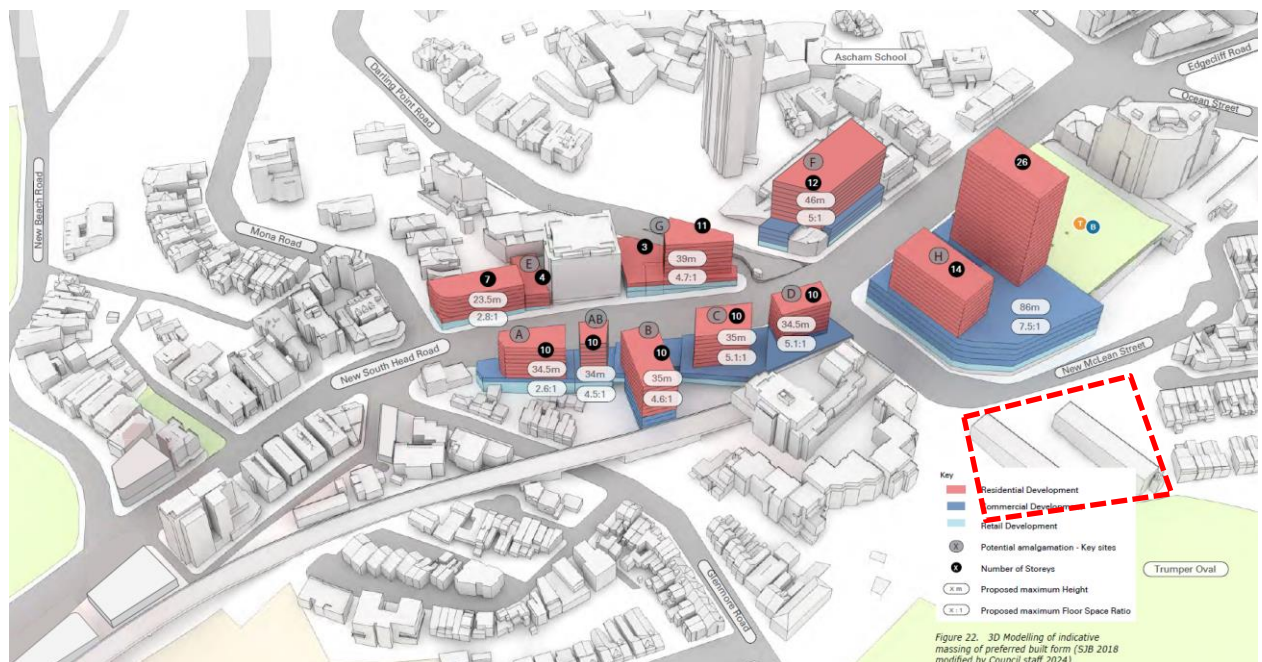 Ascham School
Edgecliff Road
Ocean Street
Darling Point Road
New Beach Road
Mona Road
New South Head Road
New McLean Street
Glenmore Road
Trumper Oval
F
12
46m
5:1
26
T
B
H
14
86m
7.5:1
G
11
3
39m
4.7:1
E
4
7
23.5m
2.8:1
A
10
34.5m
2.6:1
AB
10
34m
4.5:1
B
10
35m
4.6:1
C
10
35m
5.1:1
D
10
34.5m
5.1:1
Key
Residential Development
Commercial Developm
Retail Development
X Potential amalgamation - Key sites
X Number of Storeys
X m Proposed maximum Height
X : 1 Proposed maximum Floor Space Ratio
Figure 22. 3D Modelling of indicative
massing of preferred built form (SJB 2018
modified by Council staff 2024)